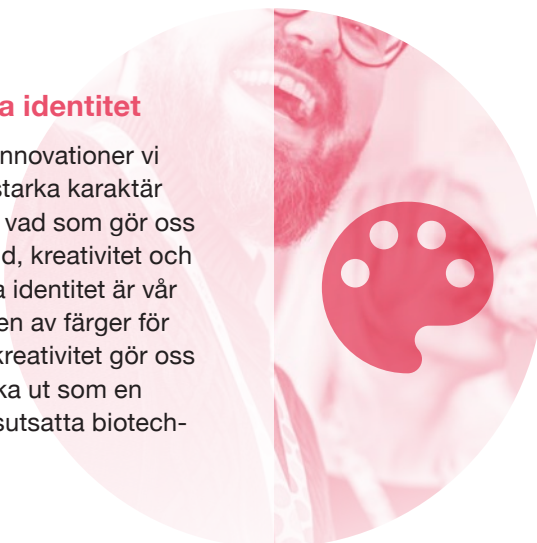 a identitet
nnovationer vi
starka karaktär
vad som gör oss
d, kreativitet och
a identitet är vår
en av färger för
kreativitet gör oss
ka ut som en
sutsatta biotech-